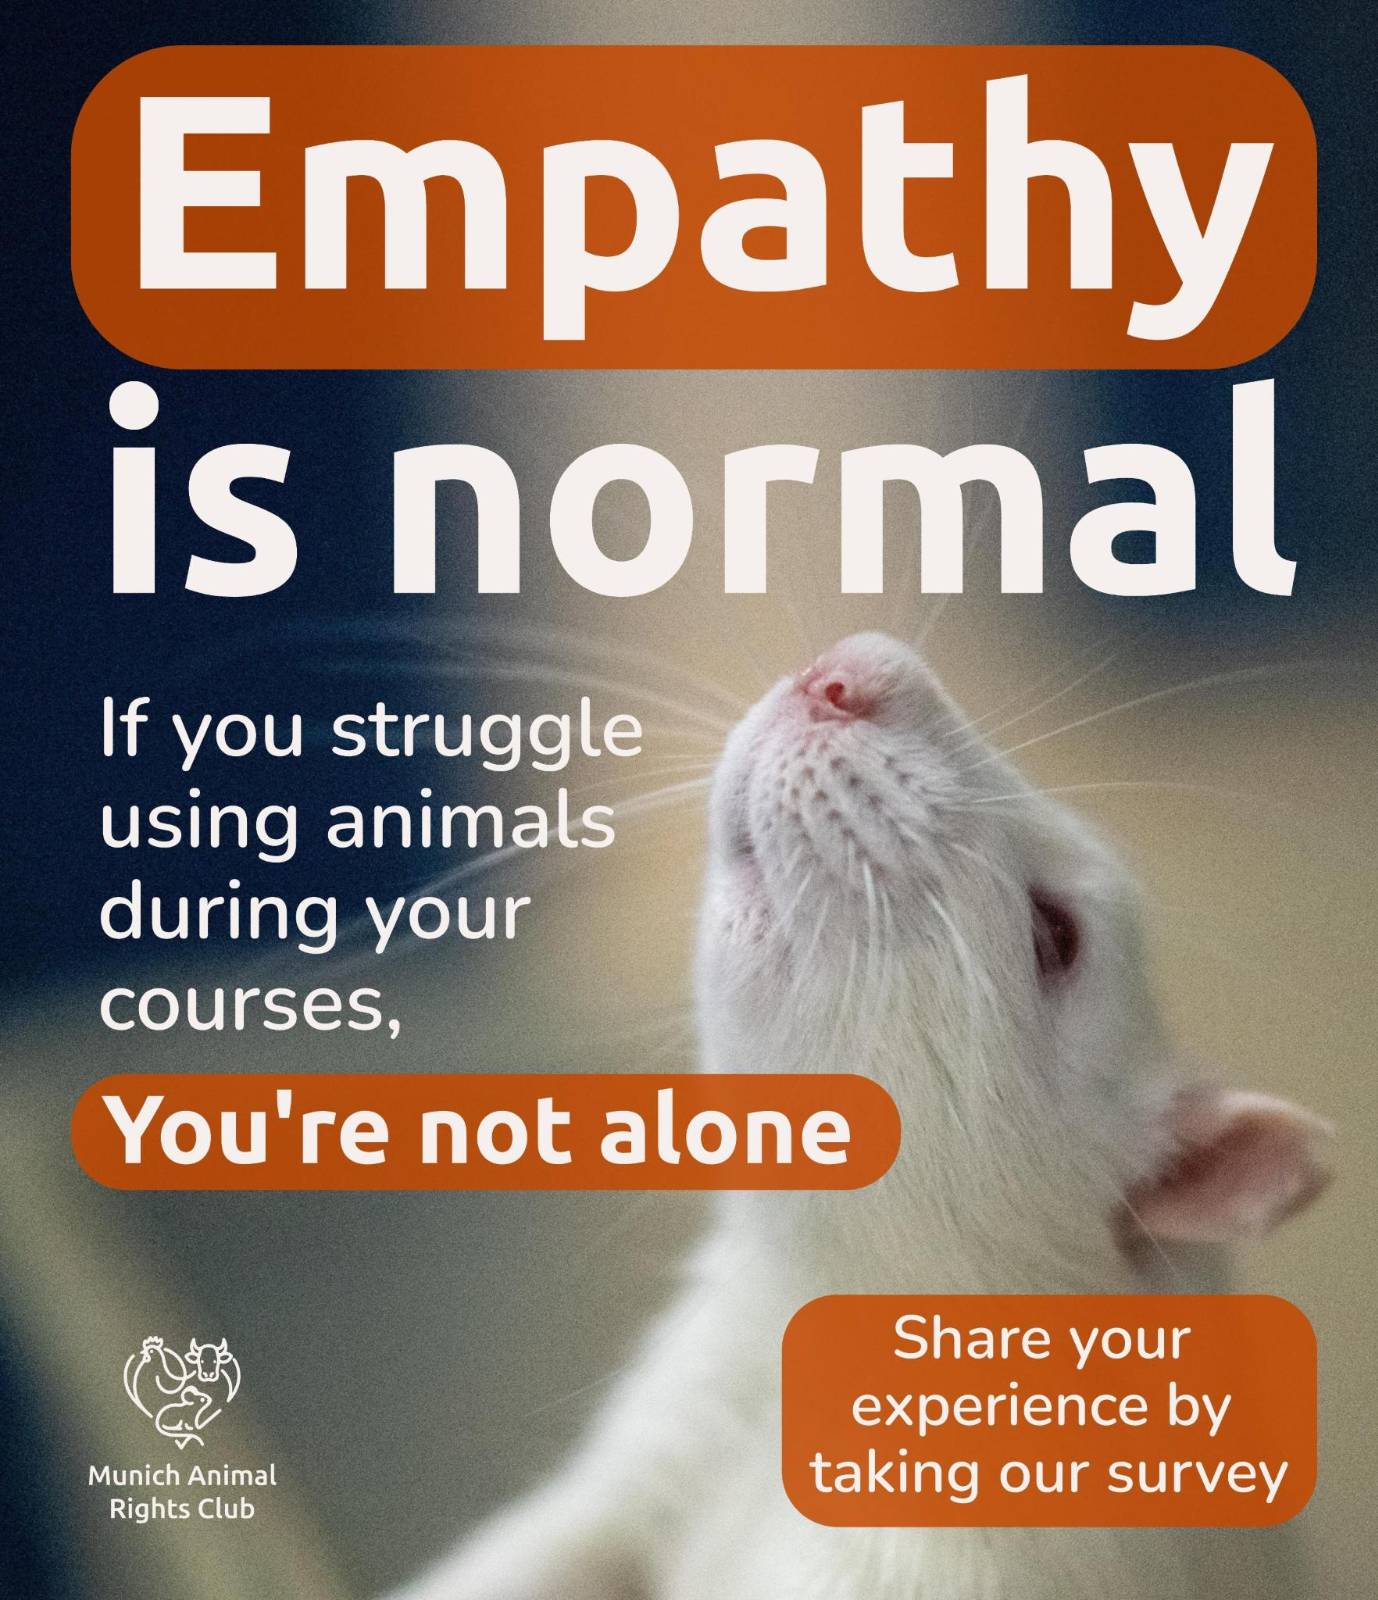 Empathy
is normal
If you struggle
using animals
during your
courses,
You're not alone
Share your
experience by
taking our survey
Munich Animal
Rights Club